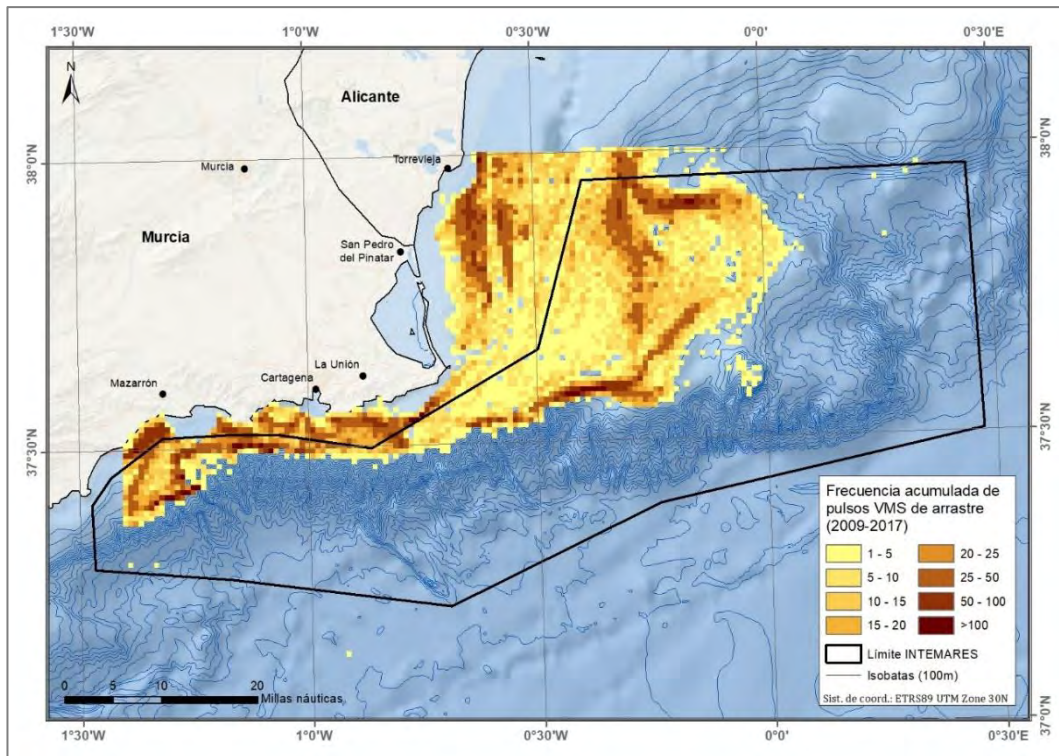 1°30'W 1°0'W 0°30'W 0°0' 0°30'E
N
Alicante
38°0'N
38°0'N
Murcia
Torrevieja
Murcia
San Pedro
del Pinatar
La Unión
Mazarrón
Cartagena
37°30'N
37°30'N
Frecuencia acumulada de
pulsos VMS de arrastre
(2009-2017)
1 - 5 20 - 25
5 - 10 25 - 50
10 - 15 50 - 100
15 - 20 >100
Límite INTEMARES
Isobatas (100m)
Sist. de coord.: ETRS89 UTM Zone 30N
0 5 10 20
Millas náuticas
37°0'N
1°30'W 1°0'W 0°30'W 0°0' 0°30'E